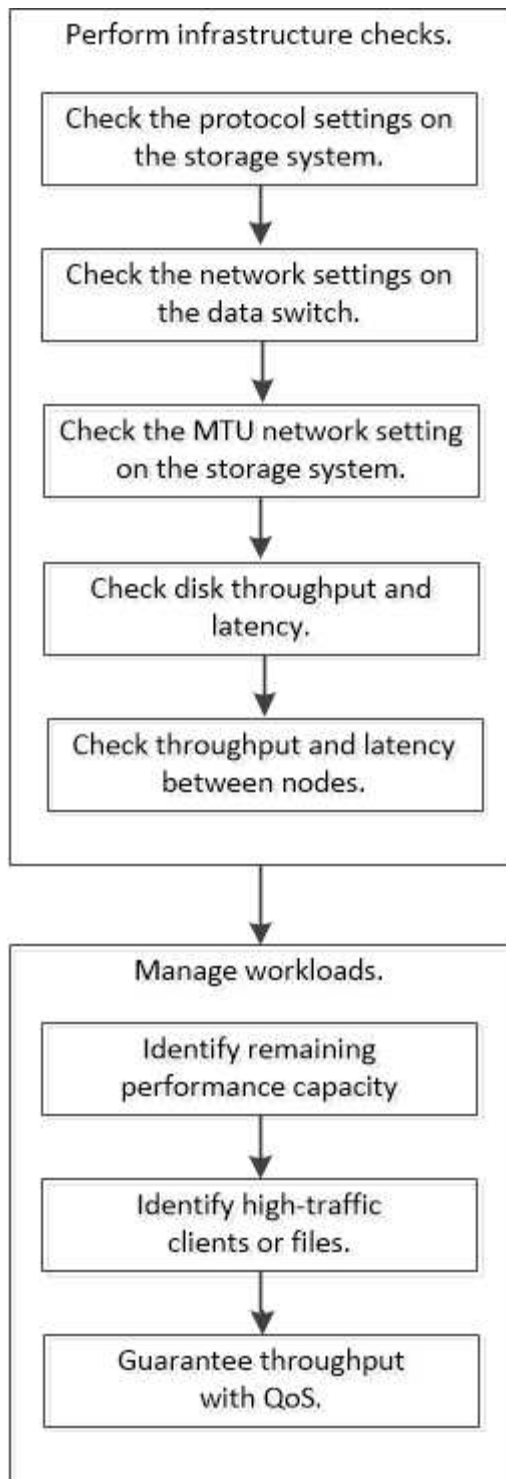 Perform infrastructure checks.
Check the protocol settings on
the storage system.
Check the network settings on
the data switch.
Check the MTU network setting
on the storage system.
Check disk throughput and
latency.
Check throughput and latency
between nodes.
Manage workloads.
Identify remaining
performance capacity
Identify high-traffic
clients or files.
Guarantee throughput
with QoS.